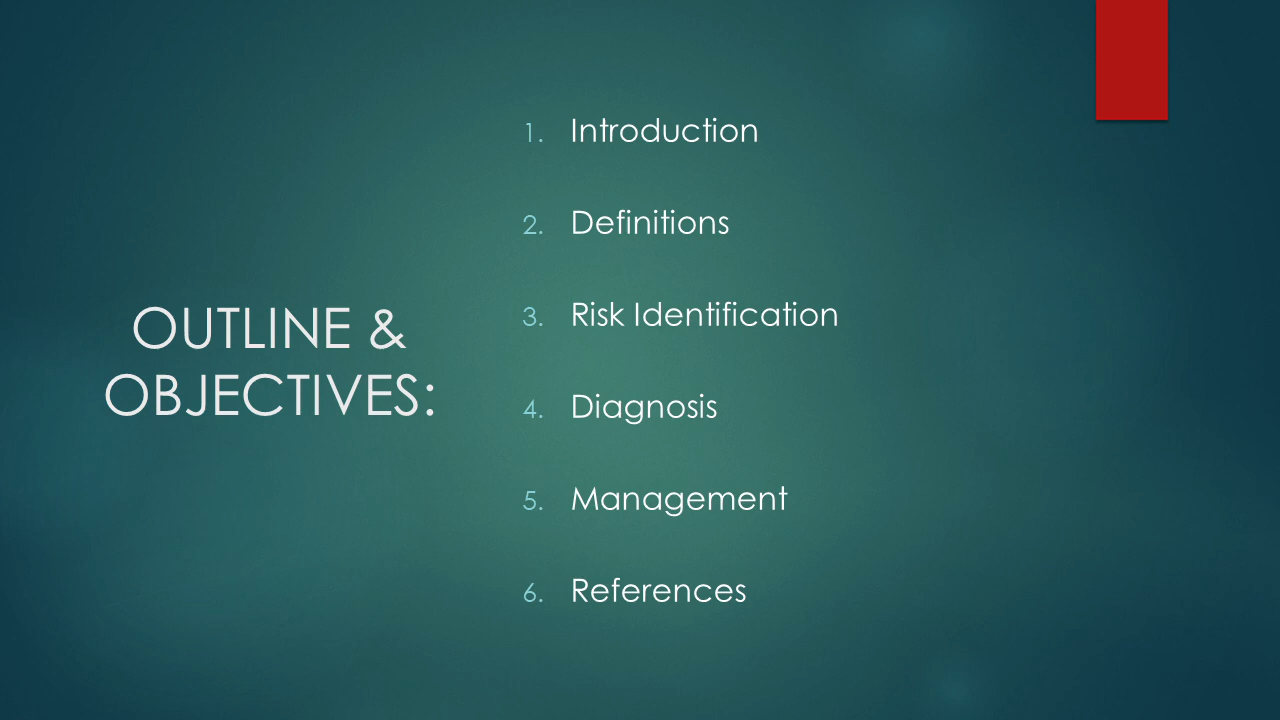 OUTLINE &
OBJECTIVES:
1. Introduction
2. Definitions
3. Risk Identification
4. Diagnosis
5. Management
6. References